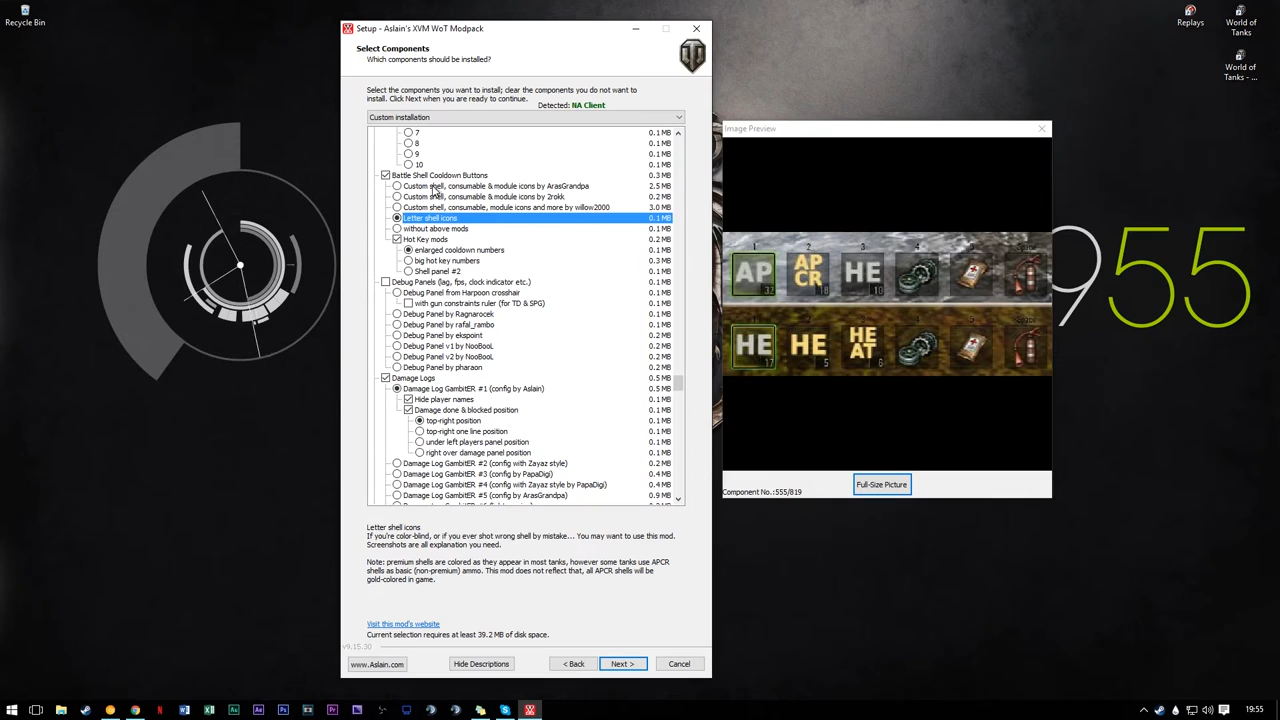 Recycle Bin
Replays
World of
Tanks
World of
Tanks - ...
955
Setup - Aslain's XVM WoT Modpack
Select Components
Which components should be installed?
Select the components you want to install; clear the components you do not want to
install. Click Next when you are ready to continue.
Detected: NA Client
Custom installation
7 0.1 MB
8 0.1 MB
9 0.1 MB
10 0.1 MB
Battle Shell Cooldown Buttons 0.3 MB
Custom shell, consumable & module icons by ArasGrandpa 2.5 MB
Custom shell, consumable & module icons by 2rokk 0.2 MB
Custom shell, consumable, module icons and more by willow2000 3.0 MB
Letter shell icons 0.1 MB
without above mods 0.1 MB
Hot Key mods 0.2 MB
enlarged cooldown numbers 0.1 MB
big hot key numbers 0.3 MB
Shell panel #2 0.1 MB
Debug Panels (lag, fps, clock indicator etc.) 0.1 MB
Debug Panel from Harpoon crosshair 0.1 MB
with gun constraints ruler (for TD & SPG) 0.1 MB
Debug Panel by Ragnarocek 0.1 MB
Debug Panel by rafal_rambo 0.1 MB
Debug Panel by ekspoint 0.1 MB
Debug Panel v1 by NooBooL 0.1 MB
Debug Panel v2 by NooBooL 0.1 MB
Debug Panel by pharaon 0.1 MB
Damage Logs 0.5 MB
Damage Log GambitER #1 (config by Aslain) 0.5 MB
Hide player names 0.1 MB
Damage done & blocked position 0.1 MB
top-right position 0.1 MB
top-right one line position 0.1 MB
under left players panel position 0.1 MB
right over damage panel position 0.1 MB
Damage Log GambitER #2 (config with Zayaz style) 0.2 MB
Damage Log GambitER #3 (config by PapaDigi) 0.4 MB
Damage Log GambitER #4 (config with Zayaz style by PapaDigi) 0.4 MB
Damage Log GambitER #5 (config by ArasGrandpa) 0.9 MB
Letter shell icons
If you're color-blind, or if you ever shot wrong shell by mistake... You may want to use this mod.
Screenshots are all explanation you need.
Note: premium shells are colored as they appear in most tanks, however some tanks use APCR
shells as basic (non-premium) ammo. This mod does not reflect that, all APCR shells will be
gold-colored in game.
Visit this mod's website
Current selection requires at least 39.2 MB of disk space.
v9.15.30
www.Aslain.com
Hide Descriptions
< Back
Next >
Cancel
Image Preview
1 2 3 4 5 Space
AP AP CR HE
18
HE HE HE AT
17 5 6
Component No.:555/819
Full-Size Picture
19:55